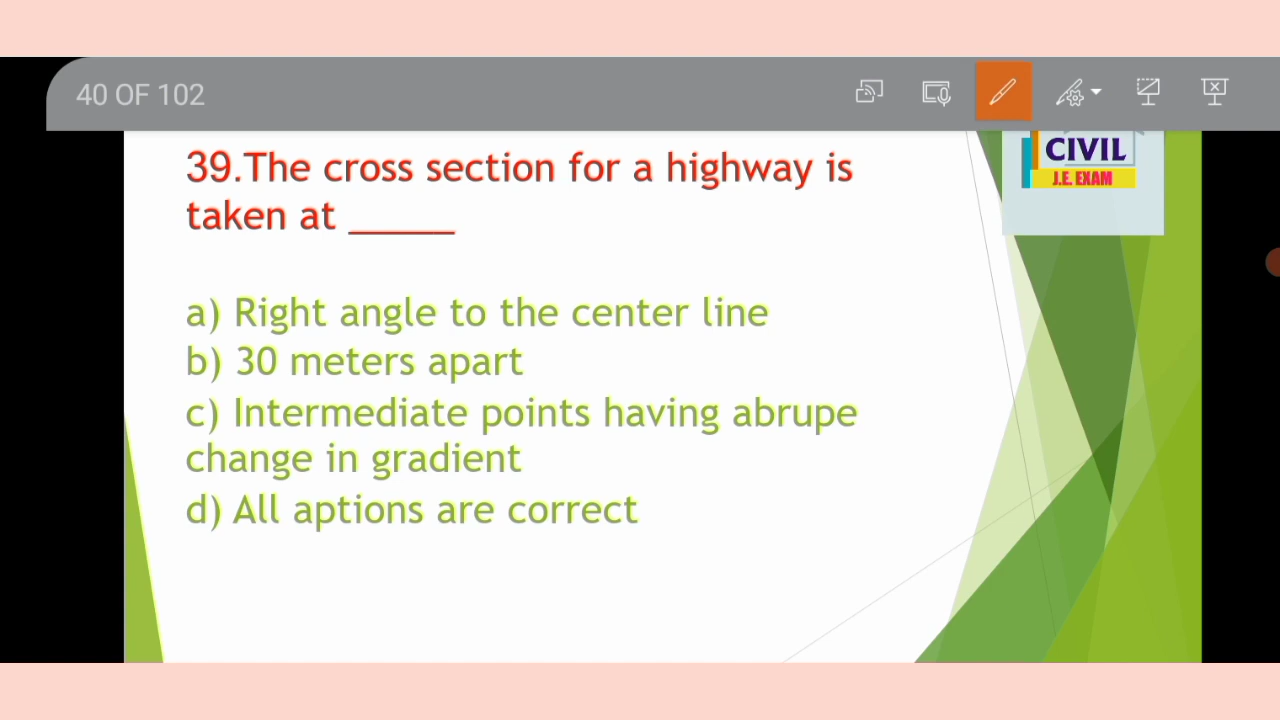 40 OF 102
CIVIL
J.E. EXAM
39.The cross section for a highway is
taken at _____
a) Right angle to the center line
b) 30 meters apart
c) Intermediate points having abrupe
change in gradient
d) All aptions are correct